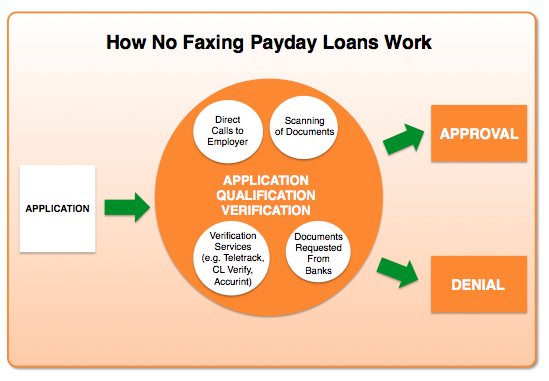 How No Faxing Payday Loans Work
Direct
Calls to
Employer
Scanning
of Documents
APPLICATION
QUALIFICATION
VERIFICATION
Verification
Services
(e.g. Teletrack,
CL Verify,
Accurint)
Documents
Requested
From
Banks
APPLICATION
APPROVAL
DENIAL